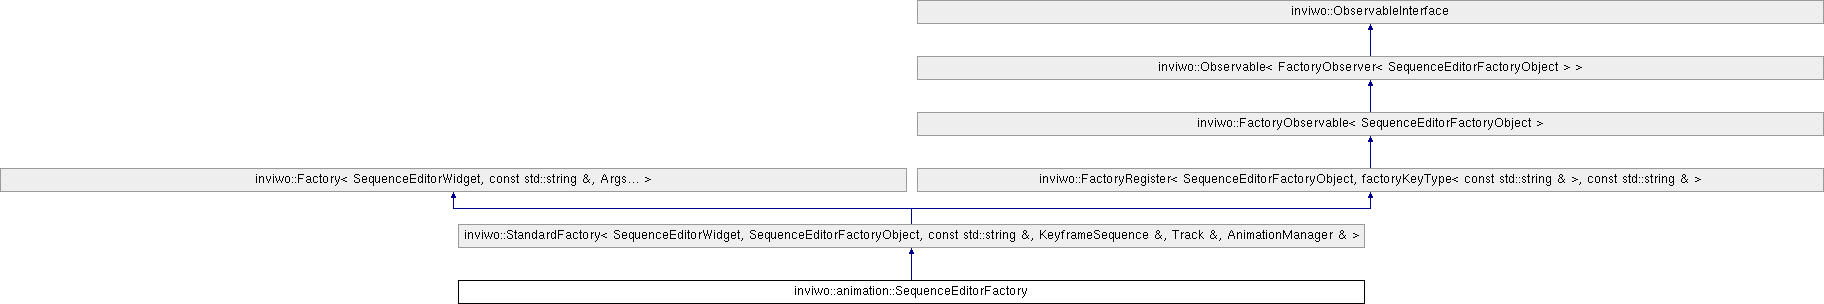 inviwo::ObservableInterface
inviwo::Observable< FactoryObserver< SequenceEditorFactoryObject > >
inviwo::FactoryObservable< SequenceEditorFactoryObject >
inviwo::Factory< SequenceEditorWidget, const std::string &, Args... >
inviwo::FactoryRegister< SequenceEditorFactoryObject, factoryKeyType< const std::string & >, const std::string & >
inviwo::StandardFactory< SequenceEditorWidget, SequenceEditorFactoryObject, const std::string &, KeyframeSequence &, Track &, AnimationManager & >
inviwo::animation::SequenceEditorFactory